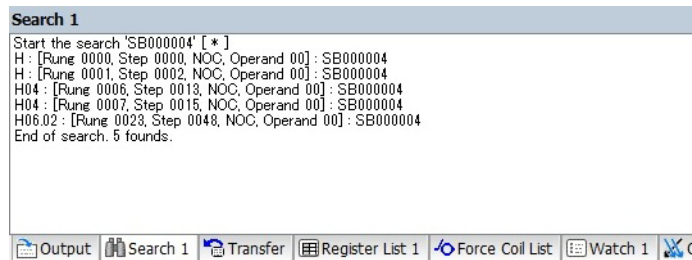 Search 1
Start the search 'SB000004' [ * ]
H : [Rung 0000, Step 0000, NOC, Operand 00] : SB000004
H : [Rung 0001, Step 0002, NOC, Operand 00] : SB000004
H04 : [Rung 0006, Step 0013, NOC, Operand 00] : SB000004
H04 : [Rung 0007, Step 0015, NOC, Operand 00] : SB000004
H06.02 : [Rung 0023, Step 0048, NOC, Operand 00] : SB000004
End of search. 5 founds.
Output Search 1 Transfer Register List 1 Force Coil List Watch 1